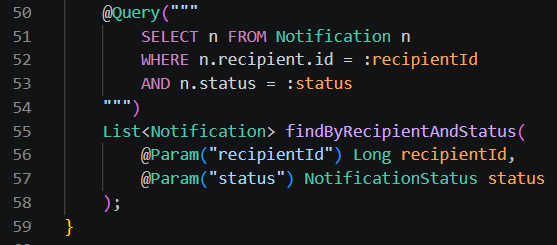 50 @Query("""
51 SELECT n FROM Notification n
52 WHERE n.recipient.id = :recipientId
53 AND n.status = :status
54 """)
55 List<Notification> findByRecipientAndStatus(
56 @Param("recipientId") Long recipientId,
57 @Param("status") NotificationStatus status
58 );
59 }